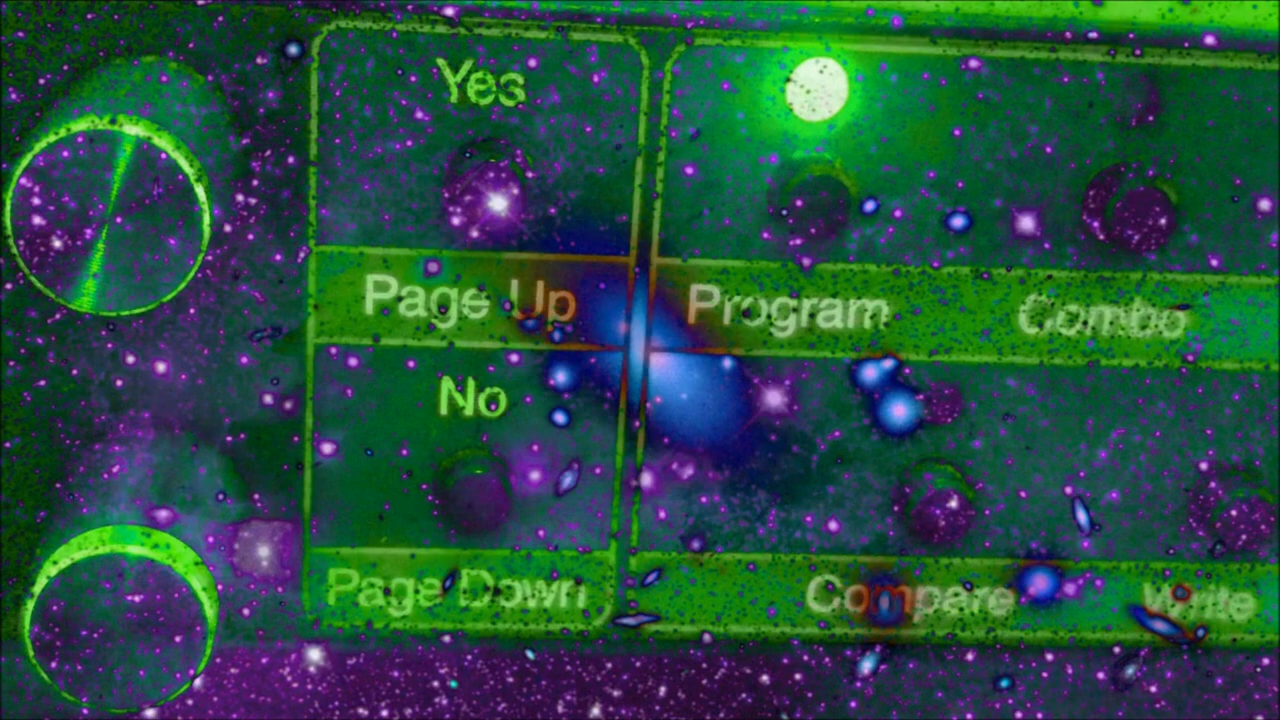 Yes
Page Up
Program
Combo
No
Page Down
Compare
Write